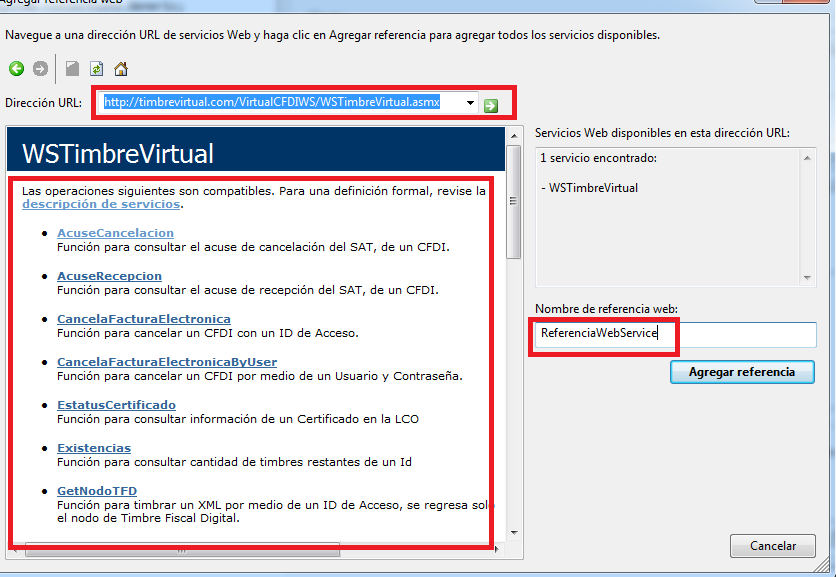 Agregar referencia web
Navegue a una dirección URL de servicios Web y haga clic en Agregar referencia para agregar todos los servicios disponibles.
Dirección URL:
http://timbrevirtual.com/VirtualCFDIWS/WSTimbreVirtual.asmx
WSTimbreVirtual
Las operaciones siguientes son compatibles. Para una definición formal, revise la
descripción de servicios.
• AcuseCancelacion
Función para consultar el acuse de cancelación del SAT, de un CFDI.
• AcuseRecepcion
Función para consultar el acuse de recepción del SAT, de un CFDI.
• CancelaFacturaElectronica
Función para cancelar un CFDI con un ID de Acceso.
• CancelaFacturaElectronicaByUser
Función para cancelar un CFDI por medio de un Usuario y Contraseña.
• EstatusCertificado
Función para consultar información de un Certificado en la LCO
• Existencias
Función para consultar cantidad de timbres restantes de un Id
• GetNodoTFD
Función para timbrar un XML por medio de un ID de Acceso, se regresa solo
el nodo de Timbre Fiscal Digital.
Servicios Web disponibles en esta dirección URL:
1 servicio encontrado:
- WSTimbreVirtual
Nombre de referencia web:
ReferenciaWebService
Agregar referencia
Cancelar